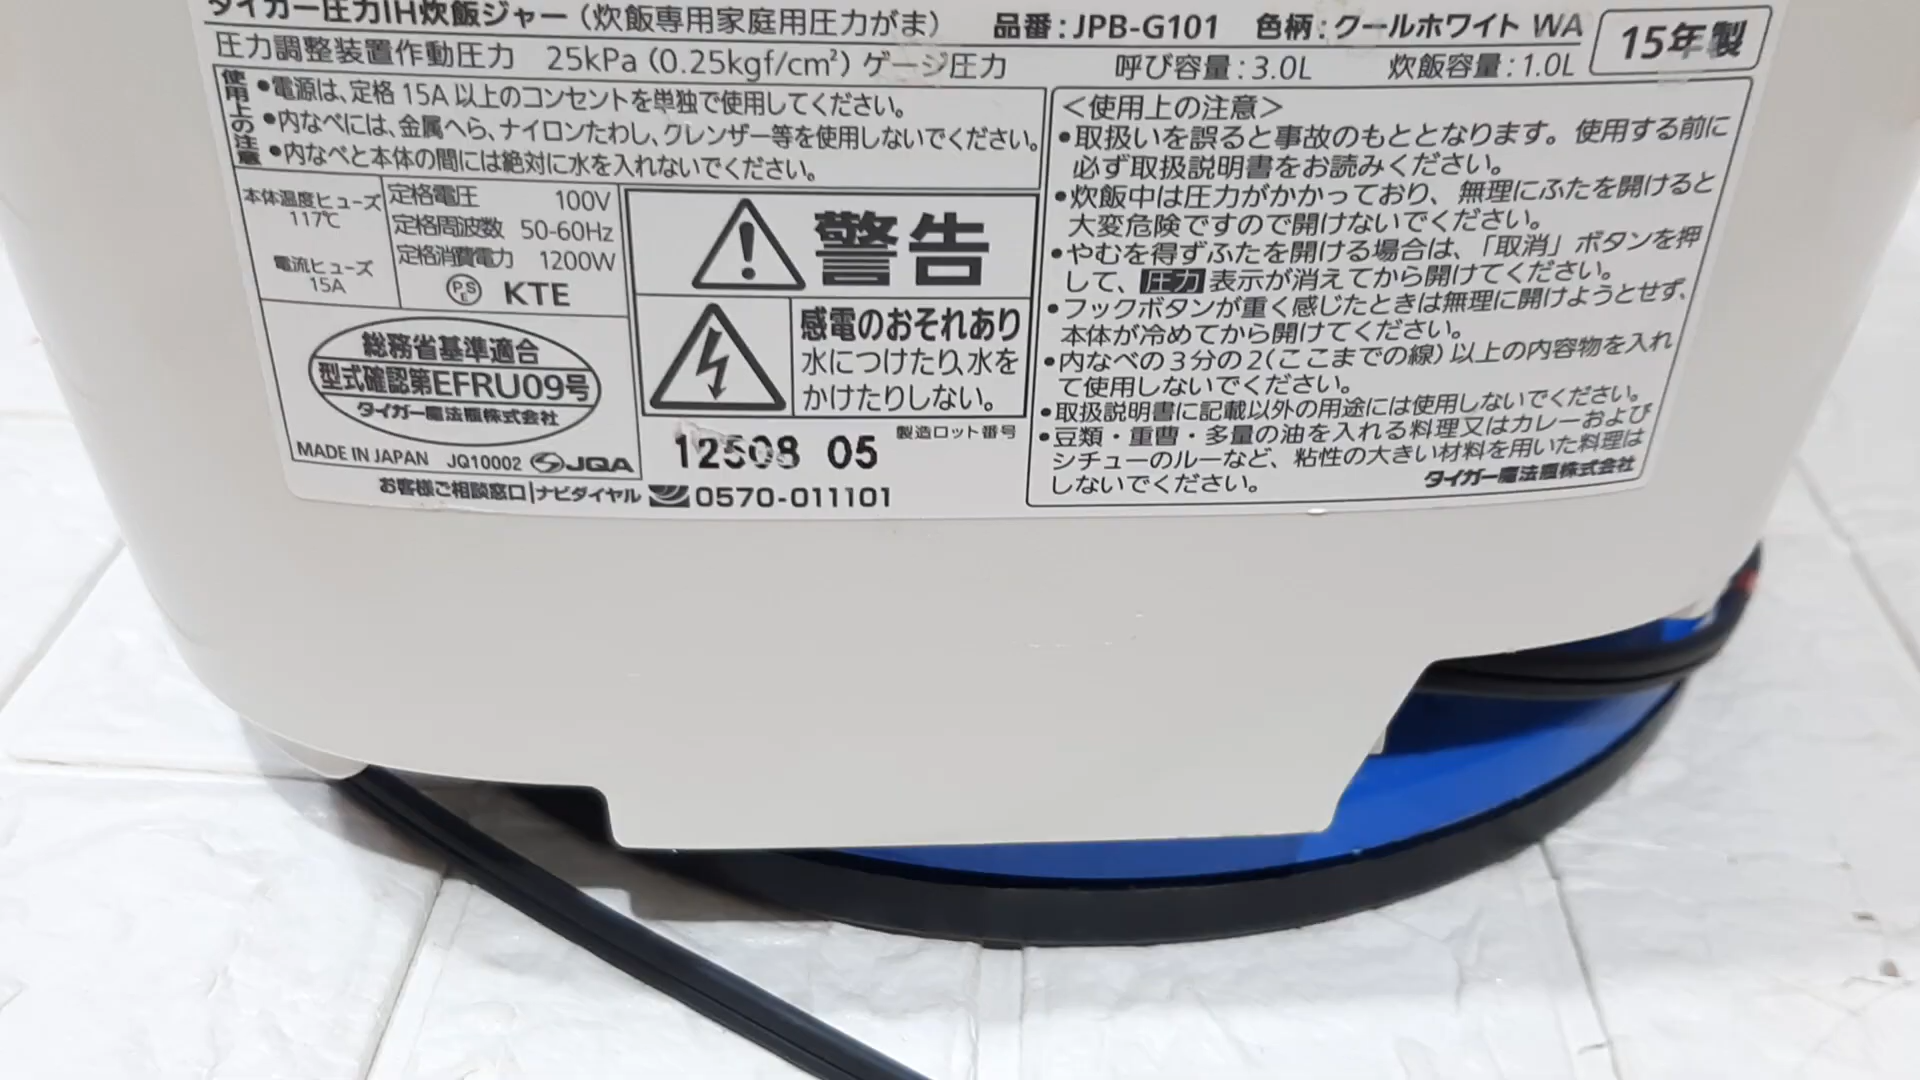 タイガー圧力IH炊飯ジャー（炊飯専用家庭用圧力がま） 品番：JPB-G101 色柄：クールホワイト WA
15年製
圧力調整装置作動圧力 25kPa（0.25kgf/cm²）ゲージ圧力 呼び容量：3.0L 炊飯容量：1.0L
使用上の注意
●電源は、定格15A以上のコンセントを単独で使用してください。
●内なべには、金属へら、ナイロンたわし、クレンザー等を使用しないでください。
●内なべと本体の間には絶対に水を入れないでください。
本体温度ヒューズ
117℃
電流ヒューズ
15A
定格電圧 100V
定格周波数 50-60Hz
定格消費電力 1200W
PSE KTE
総務省基準適合
型式確認第EFRU09号
タイガー魔法瓶株式会社
MADE IN JAPAN JQ10002 JQA
警告
感電のおそれあり
水につけたり、水を
かけたりしない。
製造ロット番号
12508 05
お客様ご相談窓口 ナビダイヤル 0570-011101
＜使用上の注意＞
●取扱いを誤ると事故のもととなります。使用する前に
必ず取扱説明書をお読みください。
●炊飯中は圧力がかかっており、無理にふたを開けると
大変危険ですので開けないでください。
●やむを得ずふたを開ける場合は、「取消」ボタンを押
して、圧力表示が消えてから開けてください。
●フックボタンが重く感じたときは無理に開けようとせず、
本体が冷めてから開けてください。
●内なべの3分の2（ここまでの線）以上の内容物を入れ
て使用しないでください。
●取扱説明書に記載以外の用途には使用しないでください。
●豆類・重曹・多量の油を入れる料理又はカレーおよび
シチューのルーなど、粘性の大きい材料を用いた料理は
しないでください。
タイガー魔法瓶株式会社